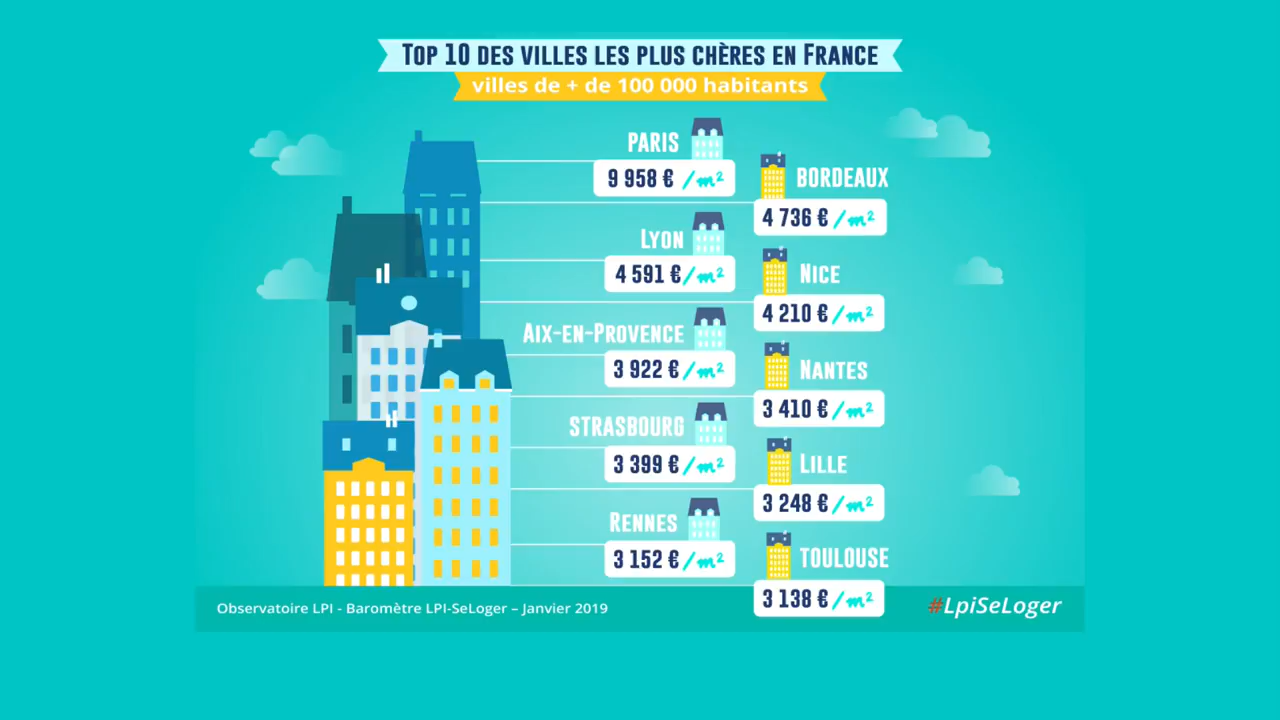 Top 10 des villes les plus chères en France
villes de + de 100 000 habitants
PARIS
9 958 € /m²
BORDEAUX
4 736 € /m²
Lyon
4 591 € /m²
Nice
4 210 € /m²
Aix-en-Provence
3 922 € /m²
Nantes
3 410 € /m²
STRASBOURG
3 399 € /m²
Lille
3 248 € /m²
Rennes
3 152 € /m²
TOULOUSE
3 138 € /m²
Observatoire LPI - Baromètre LPI-SeLoger – Janvier 2019
#LpiSeLoger